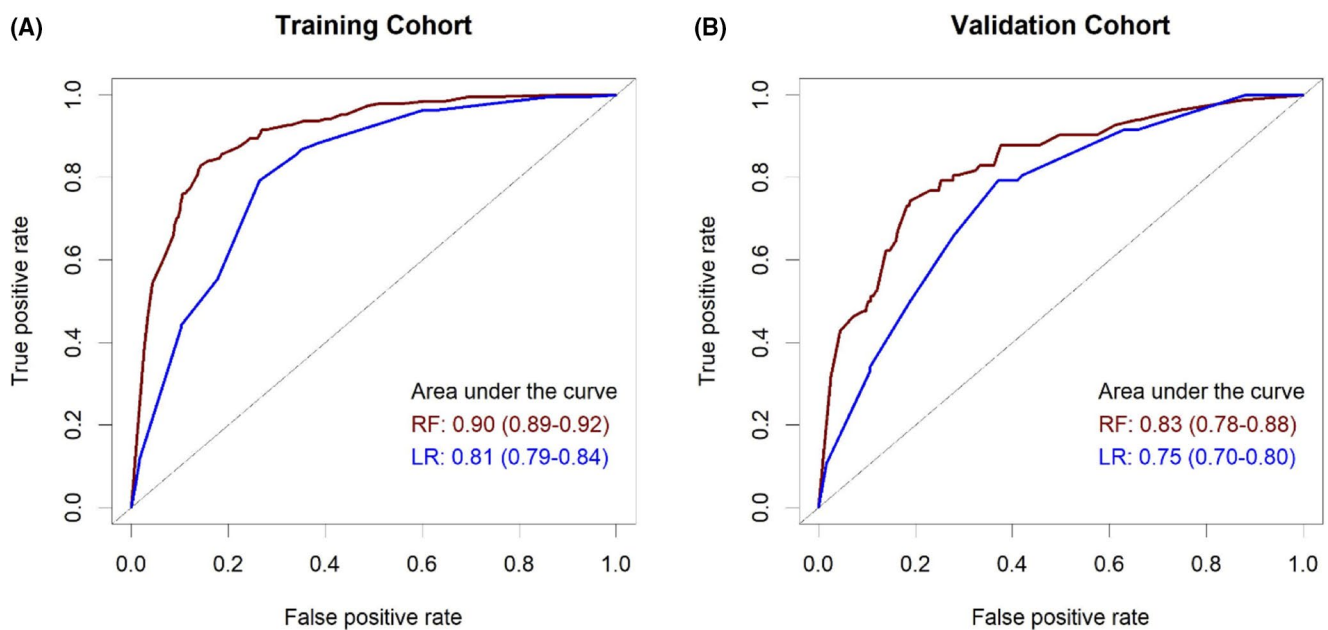 (A)
Training Cohort
True positive rate
1.0
0.8
0.6
0.4
0.2
0.0
Area under the curve
RF: 0.90 (0.89-0.92)
LR: 0.81 (0.79-0.84)
0.0 0.2 0.4 0.6 0.8 1.0
False positive rate
(B)
Validation Cohort
True positive rate
1.0
0.8
0.6
0.4
0.2
0.0
Area under the curve
RF: 0.83 (0.78-0.88)
LR: 0.75 (0.70-0.80)
0.0 0.2 0.4 0.6 0.8 1.0
False positive rate